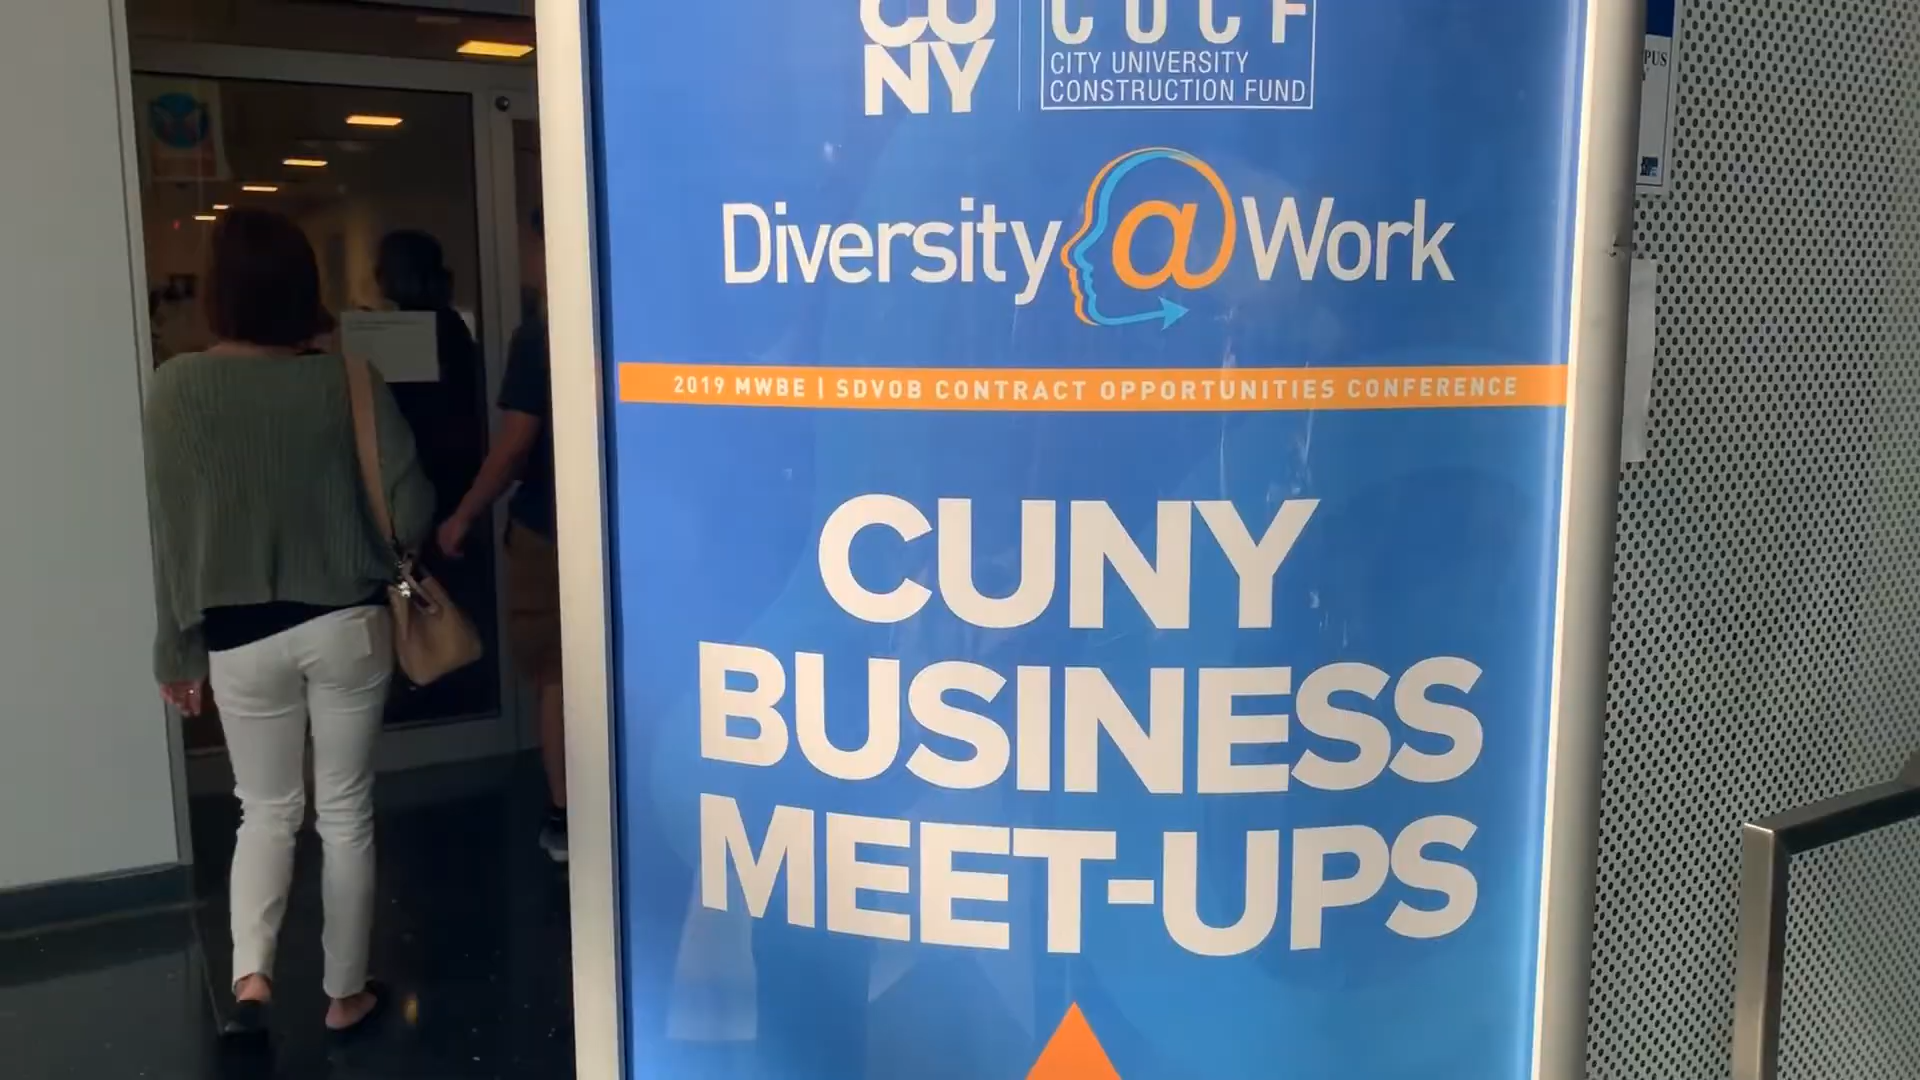 CU
NY
CUCF
CITY UNIVERSITY
CONSTRUCTION FUND
Diversity@Work
2019 MWBE | SDVOB CONTRACT OPPORTUNITIES CONFERENCE
CUNY
BUSINESS
MEET-UPS